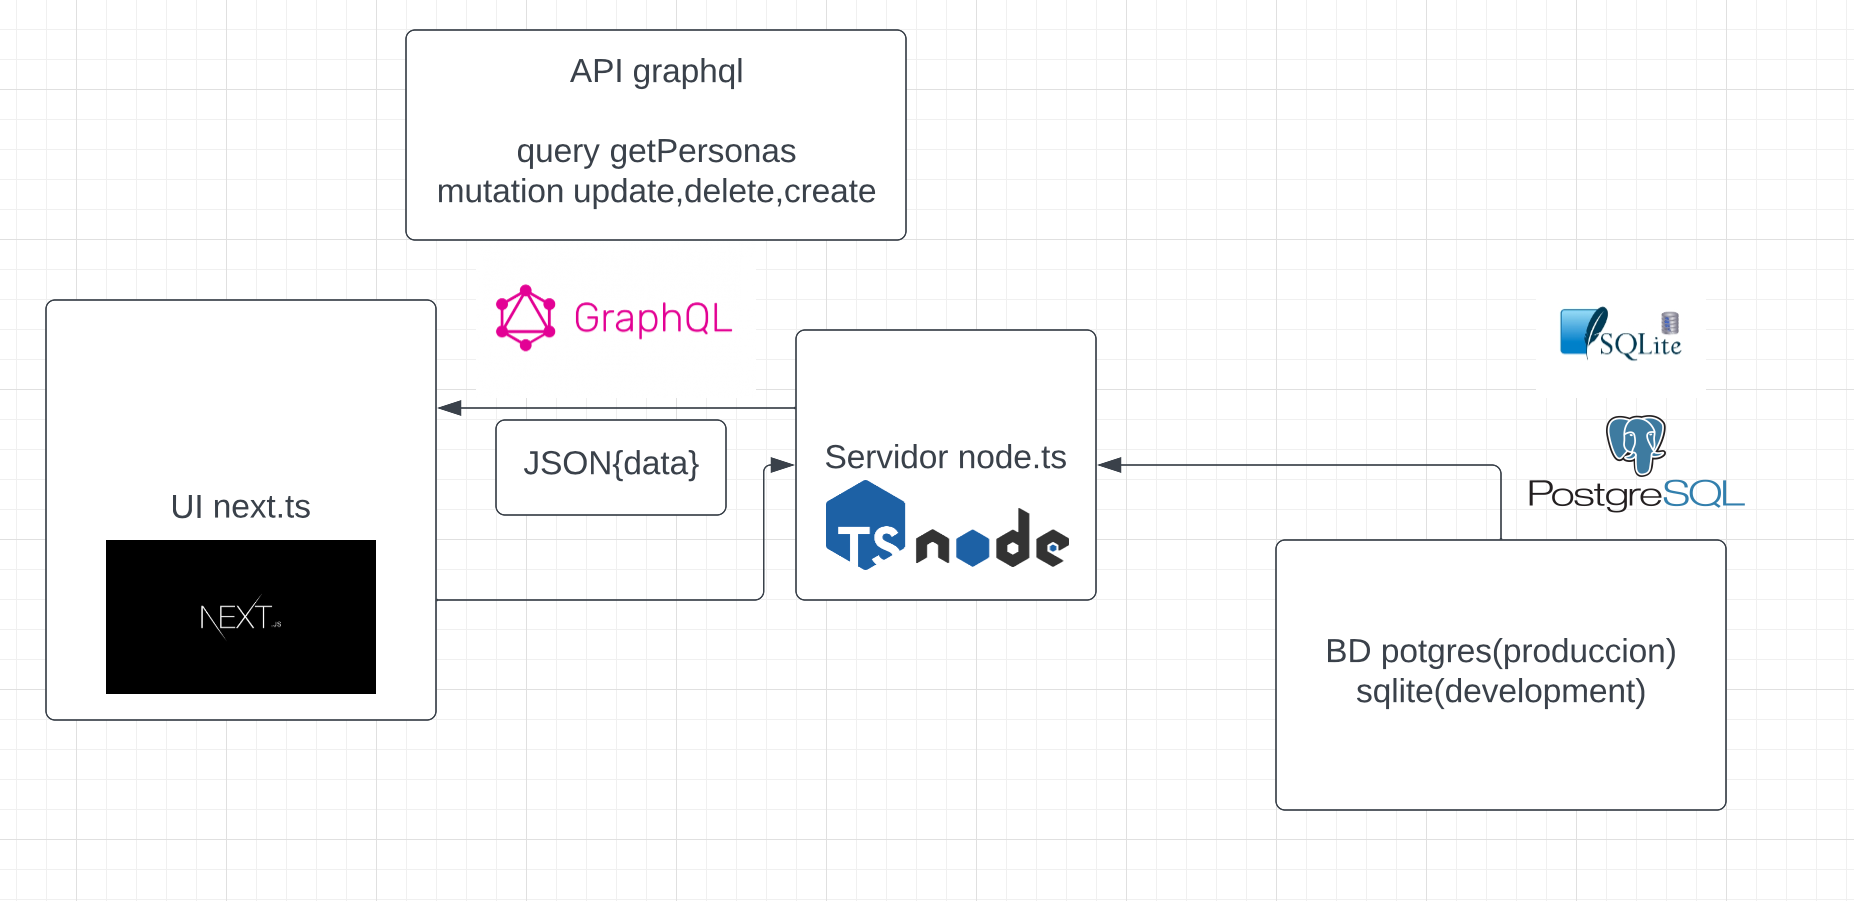 API graphql
query getPersonas
mutation update,delete,create
GraphQL
SQLite
JSON{data}
PostgreSQL
Servidor node.ts
TS node
UI next.ts
NEXT.JS
BD potgres(produccion)
sqlite(development)